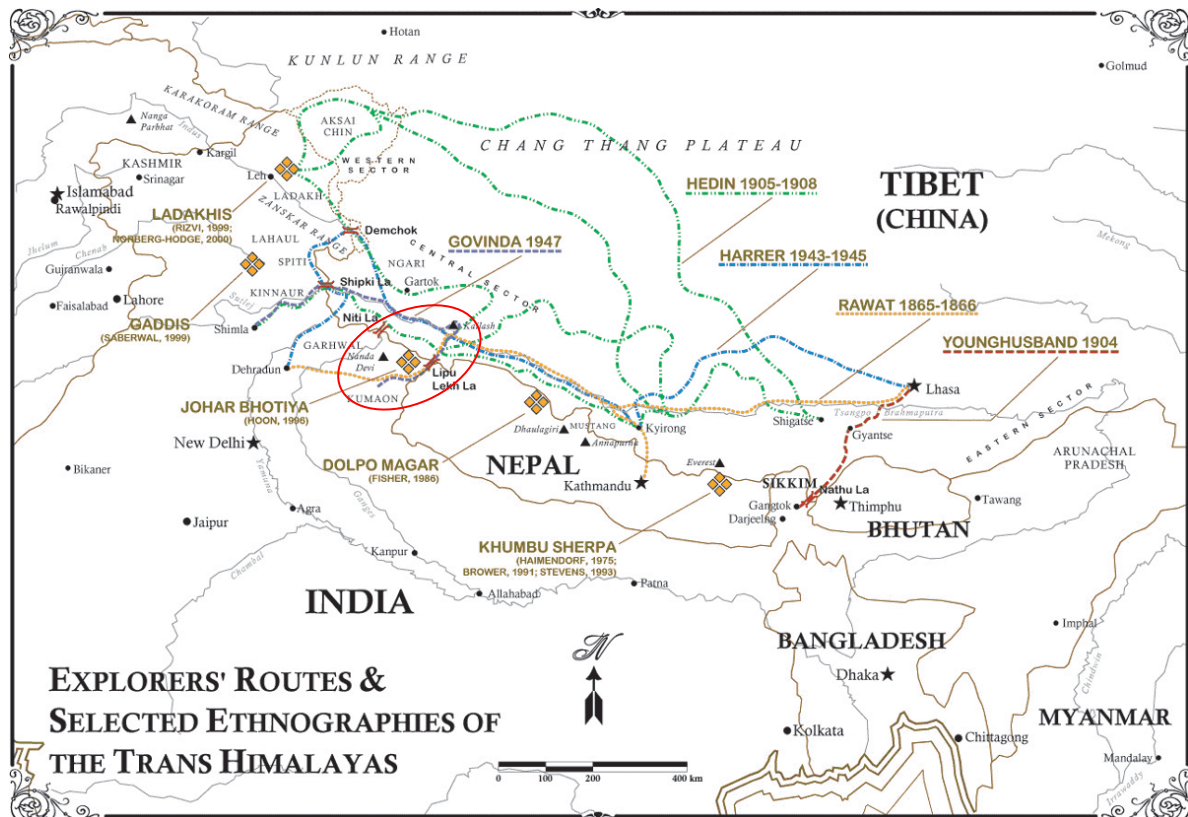 Hotan
KUNLUN RANGE
Golmud
KARAKORAM RANGE
Nanga
Parbhat
Indus
AKSAI
CHIN
CHANG THANG PLATEAU
Kargil
KASHMIR
Srinagar
WESTERN
SECTOR
Leh
LADAKH
HEDIN 1905-1908
TIBET
(CHINA)
Islamabad
Rawalpindi
LADAKHIS
(RIZVI, 1999;
NORBERG-HODGE, 2000)
ZANSKAR RANGE
Demchok
Jhelum
Chenab
LAHAUL
SPITI
GOVINDA 1947
CENTRAL SECTOR
HARRER 1943-1945
Mekong
Gujranwala
NGARI
Gartok
Shipki La
KINNAUR
Faisalabad
Lahore
Sutlej
GADDIS
(SABERWAL, 1999)
Shimla
Niti La
Kailash
RAWAT 1865-1866
YOUNGHUSBAND 1904
GARHWAL
Nanda
Devi
Dehradun
Lipu
Lekh La
KUMAON
Lhasa
JOHAR BHOTIYA
(HOON, 1996)
Tsangpo
Brahmaputra
Shigatse
Gyantse
EASTERN SECTOR
Dhaulagiri
MUSTANG
Annapurna
Kyirong
New Delhi
Yamuna
Bikaner
DOLPO MAGAR
(FISHER, 1986)
NEPAL
Kathmandu
Everest
SIKKIM
Nathu La
Gangtok
Darjeelng
Thimphu
BHUTAN
Tawang
ARUNACHAL
PRADESH
Agra
Ganges
Jaipur
Kanpur
Chambal
KHUMBU SHERPA
(HAIMENDORF, 1975;
BROWER, 1991; STEVENS, 1993)
Allahabad
Patna
INDIA
Imphal
BANGLADESH
Dhaka
Chindwin
N
EXPLORERS' ROUTES &
SELECTED ETHNOGRAPHIES OF
THE TRANS HIMALAYAS
Kolkata
Chittagong
MYANMAR
Mandalay
Irrawaddy
0 100 200 400 km